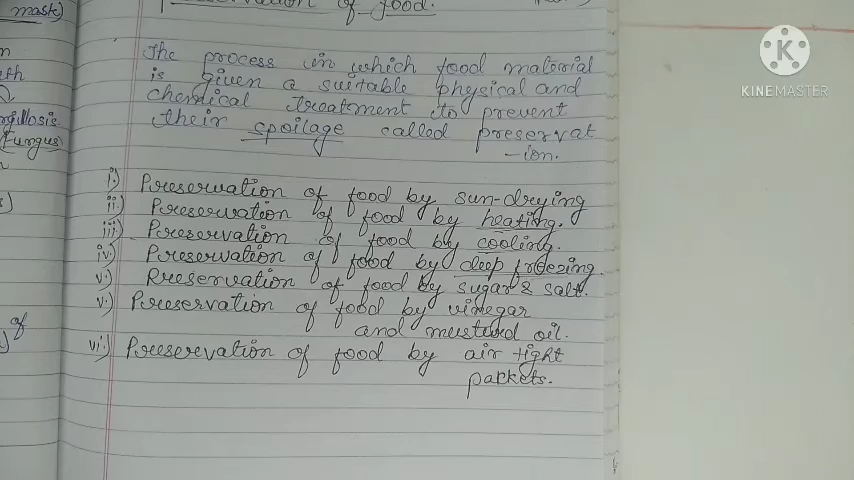 mask)
of food.
The process in which food material
is given a suitable physical and
chemical treatment to prevent
their spoilage called preservat
-ion.
i.) Preservation of food by sun-drying
ii.) Preservation of food by heating.
iii.) Preservation of food by cooling.
iv.) Preservation of food by deep freezing.
v.) Preservation of food by sugar & salt.
v.) Preservation of food by vinegar
and musturd oil.
vi.) Preservation of food by air tight
packets.
fungus
of
KINEMASTER